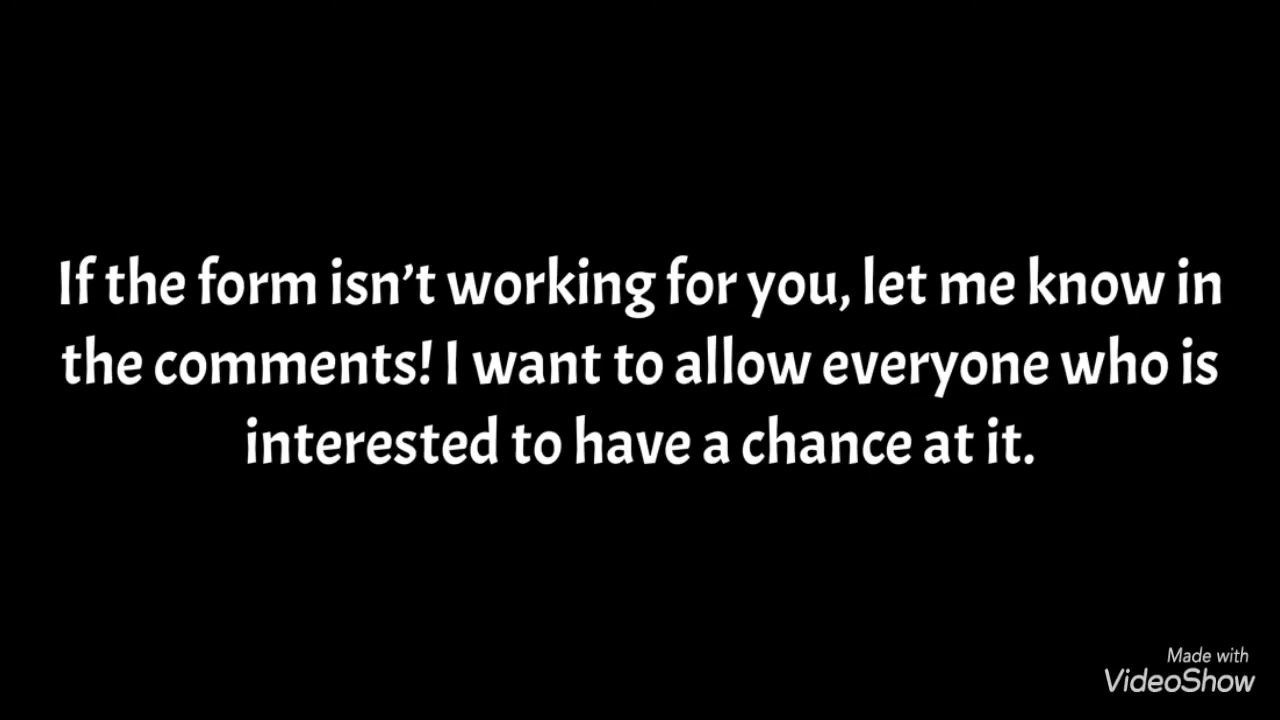 If the form isn’t working for you, let me know in
the comments! I want to allow everyone who is
interested to have a chance at it.
Made with
VideoShow